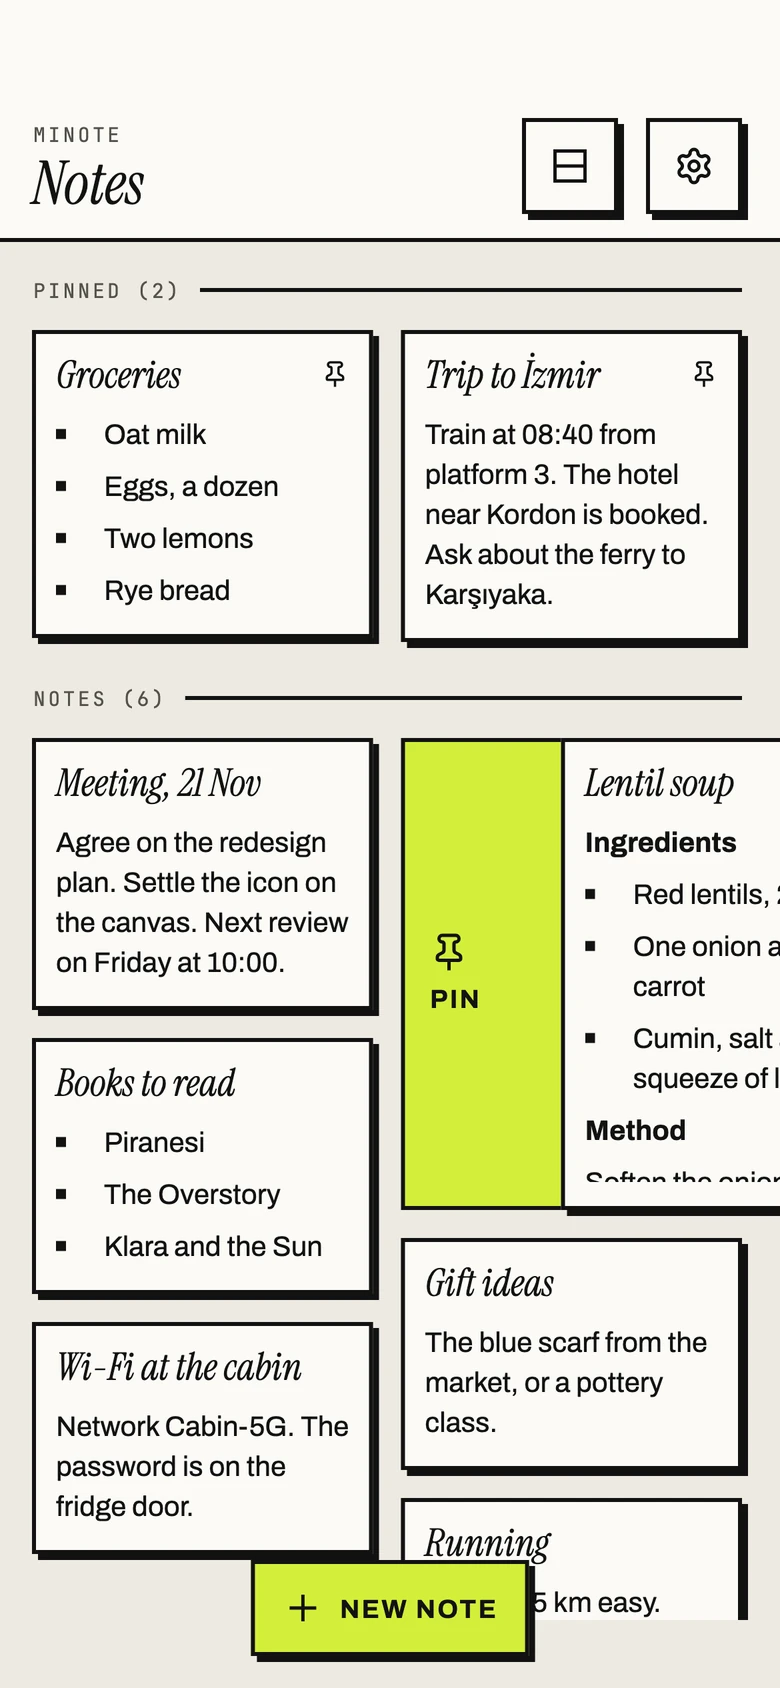 MINOTE
Notes
PINNED (2)
Groceries
Oat milk
Eggs, a dozen
Two lemons
Rye bread
Trip to İzmir
Train at 08:40 from
platform 3. The hotel
near Kordon is booked.
Ask about the ferry to
Karşıyaka.
NOTES (6)
Meeting, 21 Nov
Agree on the redesign
plan. Settle the icon on
the canvas. Next review
on Friday at 10:00.
Books to read
Piranesi
The Overstory
Klara and the Sun
Wi-Fi at the cabin
Network Cabin-5G. The
password is on the
fridge door.
PIN
Lentil soup
Ingredients
Red lentils,
One onion
carrot
Cumin, salt
squeeze of
Method
Soften the onion
Gift ideas
The blue scarf from the
market, or a pottery
class.
Running
5 km easy.
NEW NOTE